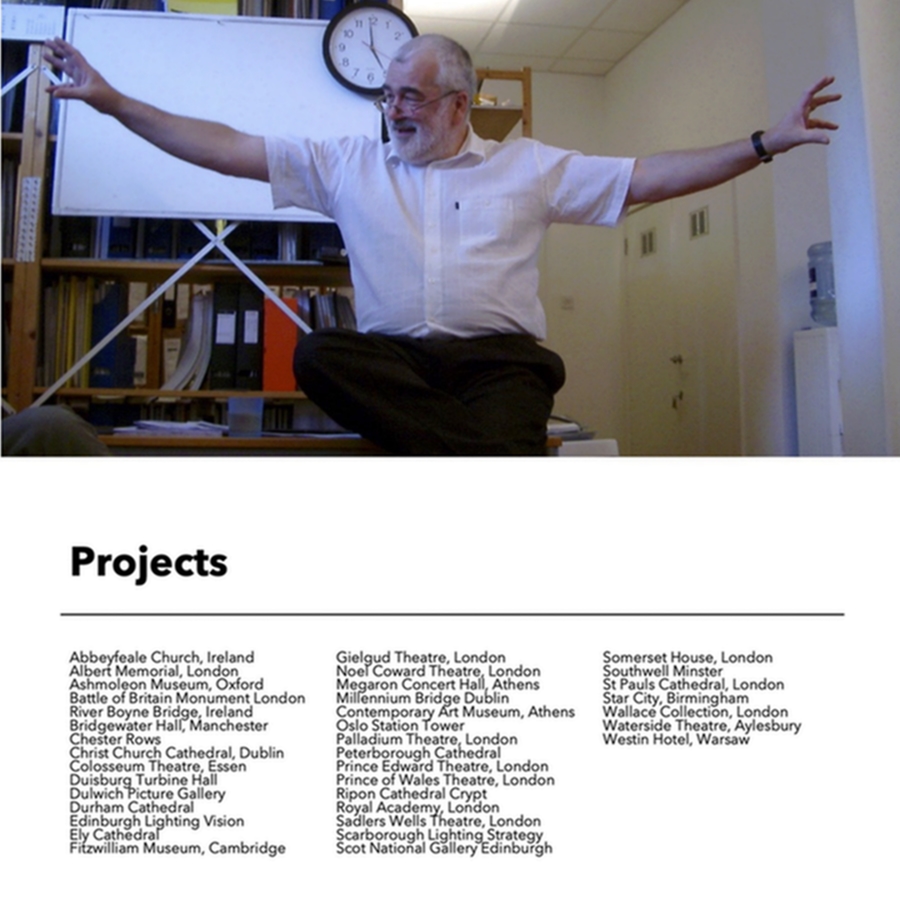 Projects
Abbeyfeale Church, Ireland
Albert Memorial, London
Ashmoleon Museum, Oxford
Battle of Britain Monument London
River Boyne Bridge, Ireland
Bridgewater Hall, Manchester
Chester Rows
Christ Church Cathedral, Dublin
Colosseum Theatre, Essen
Duisburg Turbine Hall
Dulwich Picture Gallery
Durham Cathedral
Edinburgh Lighting Vision
Ely Cathedral
Fitzwilliam Museum, Cambridge
Gielgud Theatre, London
Noel Coward Theatre, London
Megaron Concert Hall, Athens
Millennium Bridge Dublin
Contemporary Art Museum, Athens
Oslo Station Tower
Palladium Theatre, London
Peterborough Cathedral
Prince Edward Theatre, London
Prince of Wales Theatre, London
Ripon Cathedral Crypt
Royal Academy, London
Sadlers Wells Theatre, London
Scarborough Lighting Strategy
Scot National Gallery Edinburgh
Somerset House, London
Southwell Minster
St Pauls Cathedral, London
Star City, Birmingham
Wallace Collection, London
Waterside Theatre, Aylesbury
Westin Hotel, Warsaw